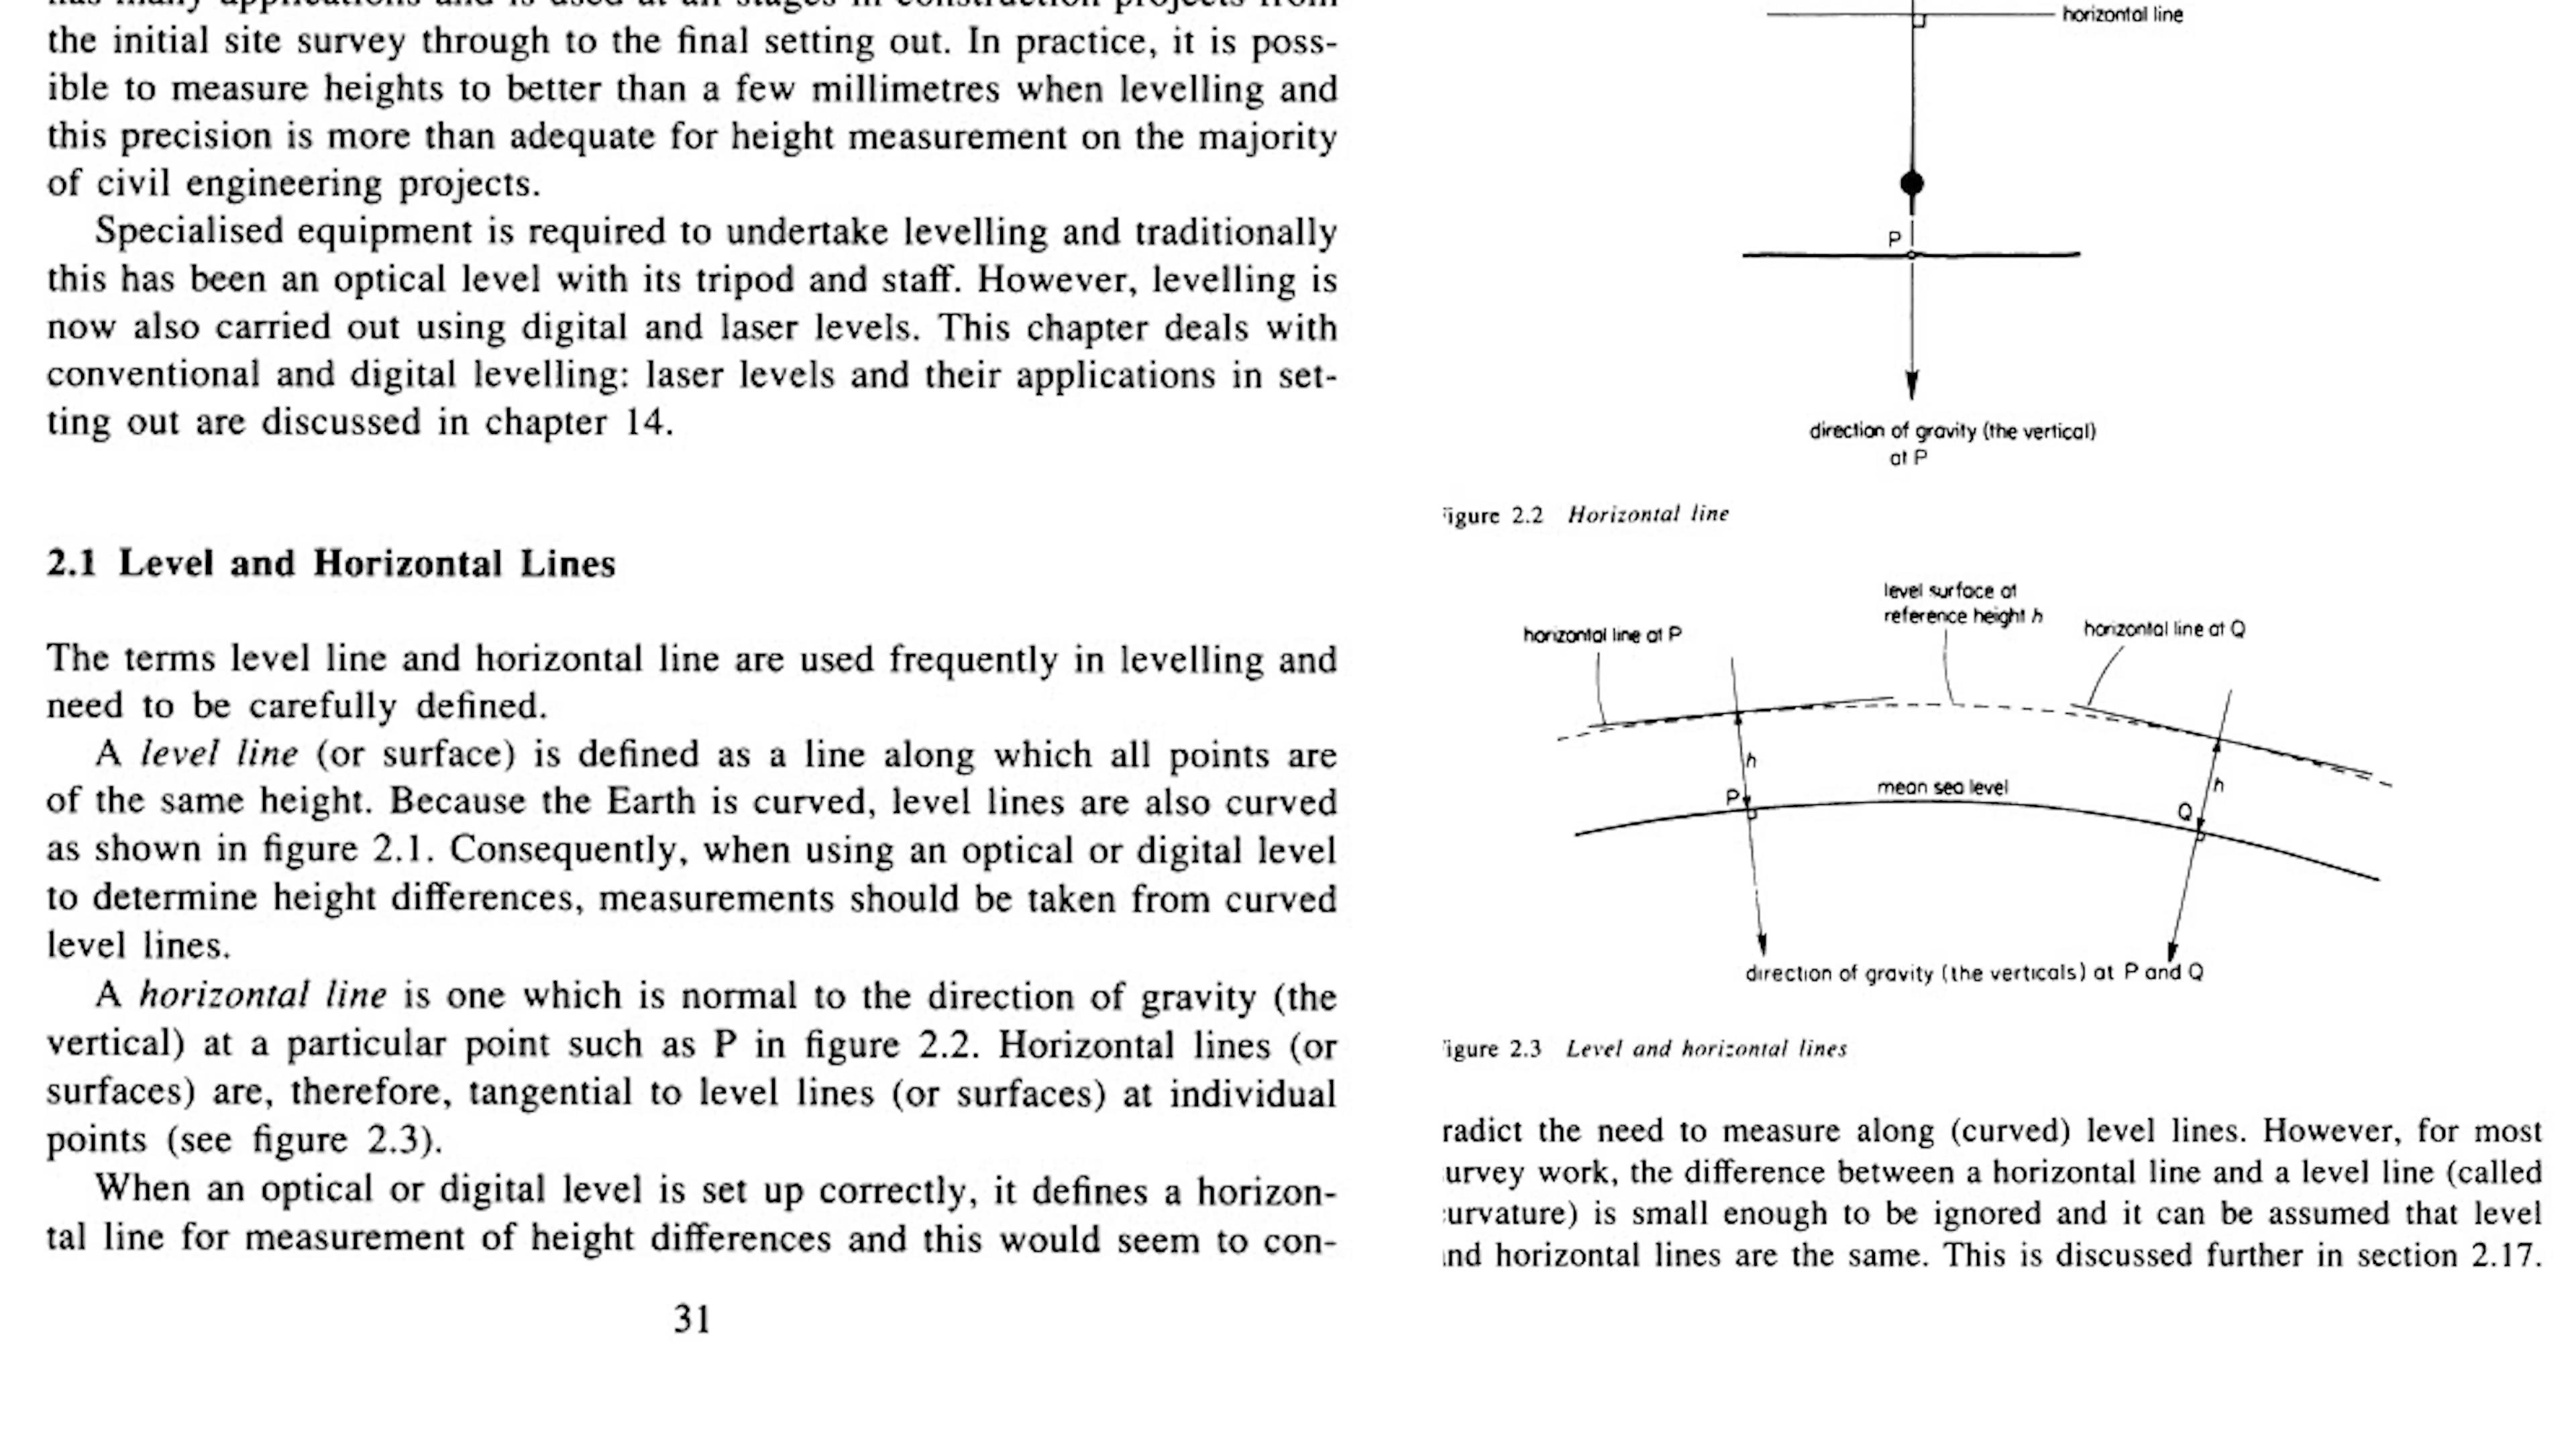 has many applications and is used at all stages in construction projects from
the initial site survey through to the final setting out. In practice, it is poss-
ible to measure heights to better than a few millimetres when levelling and
this precision is more than adequate for height measurement on the majority
of civil engineering projects.
Specialised equipment is required to undertake levelling and traditionally
this has been an optical level with its tripod and staff. However, levelling is
now also carried out using digital and laser levels. This chapter deals with
conventional and digital levelling: laser levels and their applications in set-
ting out are discussed in chapter 14.
2.1 Level and Horizontal Lines
The terms level line and horizontal line are used frequently in levelling and
need to be carefully defined.
A level line (or surface) is defined as a line along which all points are
of the same height. Because the Earth is curved, level lines are also curved
as shown in figure 2.1. Consequently, when using an optical or digital level
to determine height differences, measurements should be taken from curved
level lines.
A horizontal line is one which is normal to the direction of gravity (the
vertical) at a particular point such as P in figure 2.2. Horizontal lines (or
surfaces) are, therefore, tangential to level lines (or surfaces) at individual
points (see figure 2.3).
When an optical or digital level is set up correctly, it defines a horizon-
tal line for measurement of height differences and this would seem to con-
31
horizontal line
P
direction of gravity (the vertical)
at P
igure 2.2 Horizontal line
level surface at
reference height h
horizontal line at P
horizontal line at Q
h
h
P
mean sea level
Q
direction of gravity (the verticals) at P and Q
igure 2.3 Level and horizontal lines
radict the need to measure along (curved) level lines. However, for most
urvey work, the difference between a horizontal line and a level line (called
urvature) is small enough to be ignored and it can be assumed that level
nd horizontal lines are the same. This is discussed further in section 2.17.